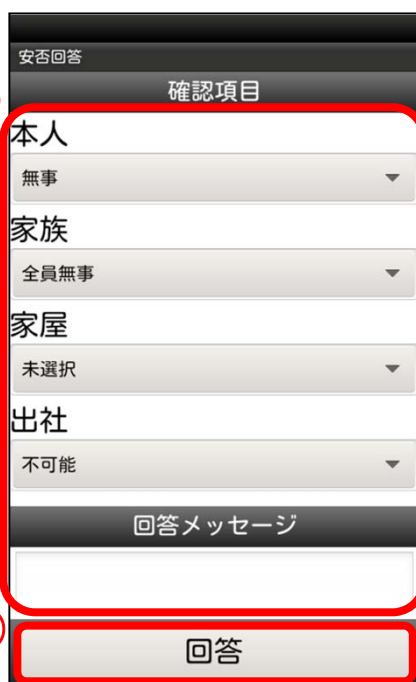 安否回答
確認項目
本人
無事
家族
全員無事
家屋
未選択
出社
不可能
回答メッセージ
回答